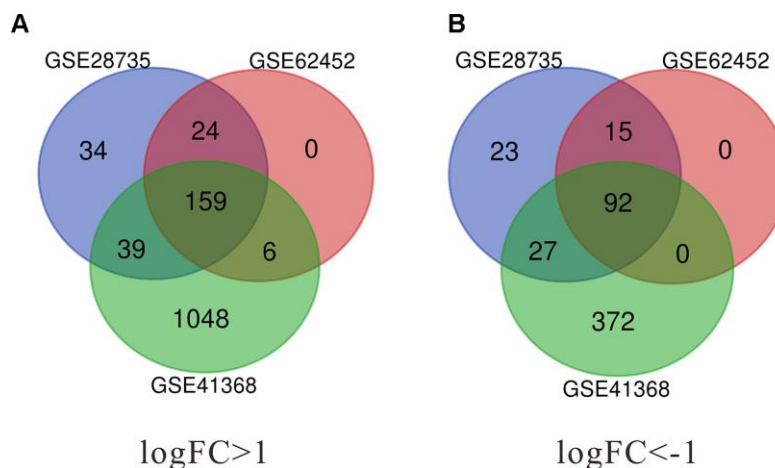 A
GSE28735
GSE62452
34
24
0
159
39
6
1048
GSE41368
logFC>1
B
GSE28735
GSE62452
23
15
0
92
27
0
372
GSE41368
logFC<-1